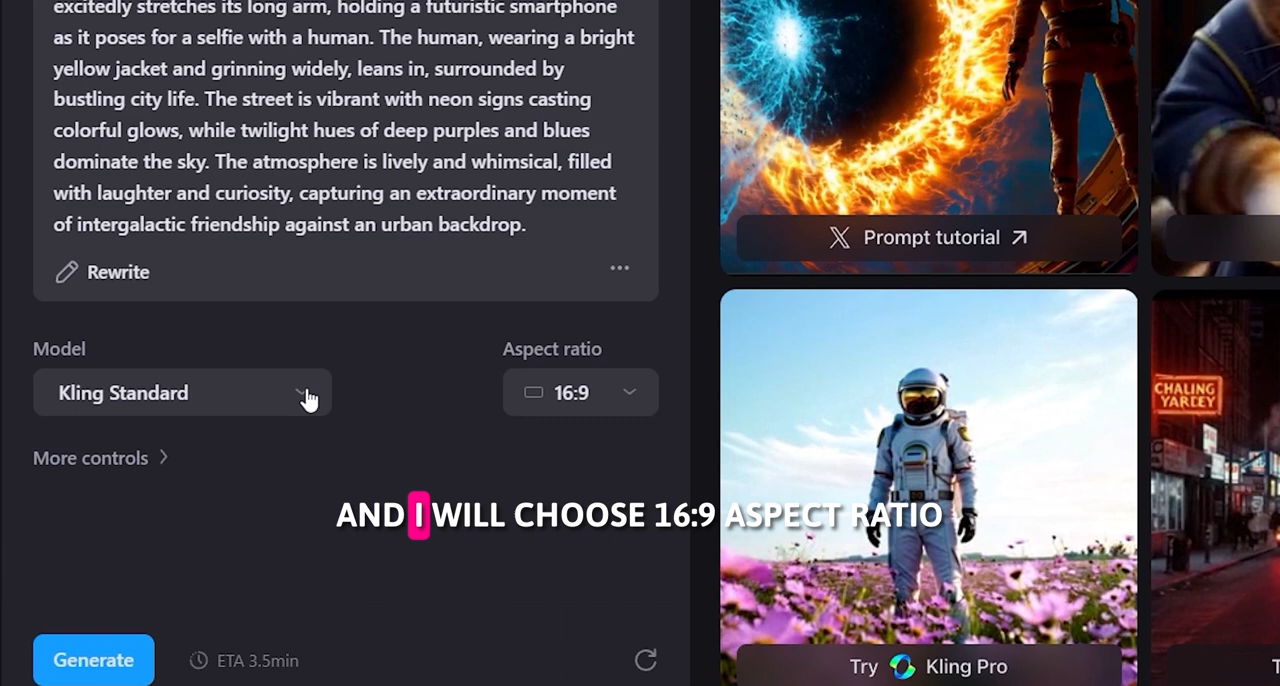 excitedly stretches its long arm, holding a futuristic smartphone
as it poses for a selfie with a human. The human, wearing a bright
yellow jacket and grinning widely, leans in, surrounded by
bustling city life. The street is vibrant with neon signs casting
colorful glows, while twilight hues of deep purples and blues
dominate the sky. The atmosphere is lively and whimsical, filled
with laughter and curiosity, capturing an extraordinary moment
of intergalactic friendship against an urban backdrop.
Rewrite
Model
Aspect ratio
Kling Standard
16:9
More controls
Generate
ETA 3.5min
Prompt tutorial
Try Kling Pro
CHALING
YARDEY
AND I WILL CHOOSE 16:9 ASPECT RATIO